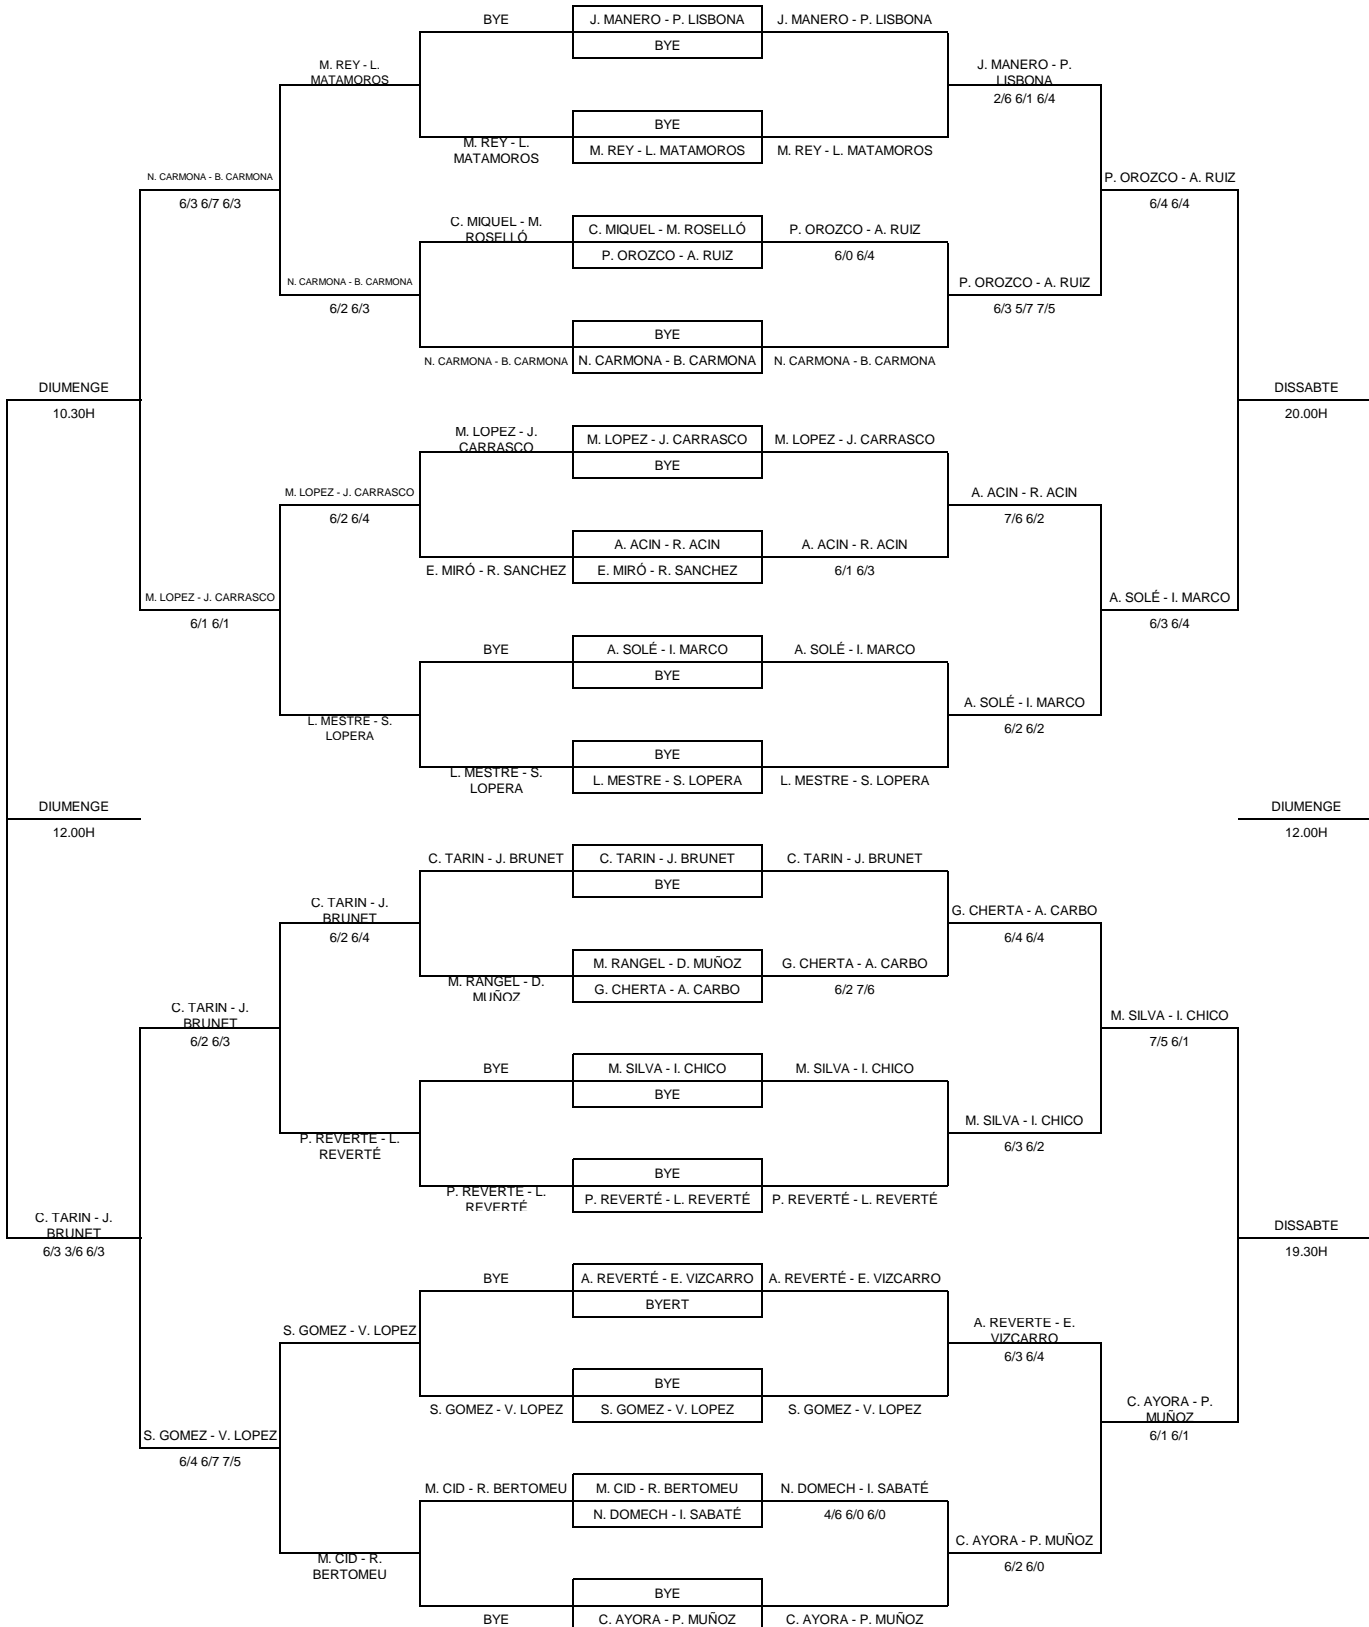 BYE J. MANERO - P. LISBONA J. MANERO - P. LISBONA
BYE
M. REY - L.
MATAMOROS
J. MANERO - P.
LISBONA
2/6 6/1 6/4
BYE
M. REY - L.
MATAMOROS
M. REY - L. MATAMOROS M. REY - L. MATAMOROS
N. CARMONA - B. CARMONA
6/3 6/7 6/3
P. OROZCO - A. RUIZ
6/4 6/4
C. MIQUEL - M.
ROSELLÓ
C. MIQUEL - M. ROSELLÓ P. OROZCO - A. RUIZ
P. OROZCO - A. RUIZ 6/0 6/4
N. CARMONA - B. CARMONA
6/2 6/3
P. OROZCO - A. RUIZ
6/3 5/7 7/5
BYE
N. CARMONA - B. CARMONA N. CARMONA - B. CARMONA N. CARMONA - B. CARMONA
DIUMENGE
10.30H
DISSABTE
20.00H
M. LOPEZ - J.
CARRASCO
M. LOPEZ - J. CARRASCO M. LOPEZ - J. CARRASCO
BYE
M. LOPEZ - J. CARRASCO
6/2 6/4
A. ACIN - R. ACIN
7/6 6/2
A. ACIN - R. ACIN A. ACIN - R. ACIN
E. MIRÓ - R. SANCHEZ E. MIRÓ - R. SANCHEZ 6/1 6/3
M. LOPEZ - J. CARRASCO
6/1 6/1
A. SOLÉ - I. MARCO
6/3 6/4
BYE A. SOLÉ - I. MARCO A. SOLÉ - I. MARCO
BYE
L. MESTRE - S.
LOPERA
A. SOLÉ - I. MARCO
6/2 6/2
BYE
L. MESTRE - S.
LOPERA
L. MESTRE - S. LOPERA L. MESTRE - S. LOPERA
DIUMENGE
12.00H
DIUMENGE
12.00H
C. TARIN - J. BRUNET C. TARIN - J. BRUNET C. TARIN - J. BRUNET
BYE
C. TARIN - J.
BRUNET
6/2 6/4
G. CHERTA - A. CARBO
6/4 6/4
M. RANGEL - D. MUÑOZ G. CHERTA - A. CARBO
M. RANGEL - D.
MUÑOZ
G. CHERTA - A. CARBO 6/2 7/6
C. TARIN - J.
BRUNET
6/2 6/3
M. SILVA - I. CHICO
7/5 6/1
BYE M. SILVA - I. CHICO M. SILVA - I. CHICO
BYE
P. REVERTÉ - L.
REVERTÉ
M. SILVA - I. CHICO
6/3 6/2
BYE
P. REVERTÉ - L.
REVERTÉ
P. REVERTÉ - L. REVERTÉ P. REVERTÉ - L. REVERTÉ
C. TARIN - J.
BRUNET
6/3 3/6 6/3
DISSABTE
19.30H
BYE A. REVERTÉ - E. VIZCARRO A. REVERTÉ - E. VIZCARRO
BYERT
S. GOMEZ - V. LOPEZ
A. REVERTE - E.
VIZCARRO
6/3 6/4
BYE
S. GOMEZ - V. LOPEZ S. GOMEZ - V. LOPEZ S. GOMEZ - V. LOPEZ
S. GOMEZ - V. LOPEZ
6/4 6/7 7/5
C. AYORA - P.
MUÑOZ
6/1 6/1
M. CID - R. BERTOMEU M. CID - R. BERTOMEU N. DOMECH - I. SABATÉ
N. DOMECH - I. SABATÉ 4/6 6/0 6/0
M. CID - R.
BERTOMEU
C. AYORA - P. MUÑOZ
6/2 6/0
BYE
BYE C. AYORA - P. MUÑOZ C. AYORA - P. MUÑOZ